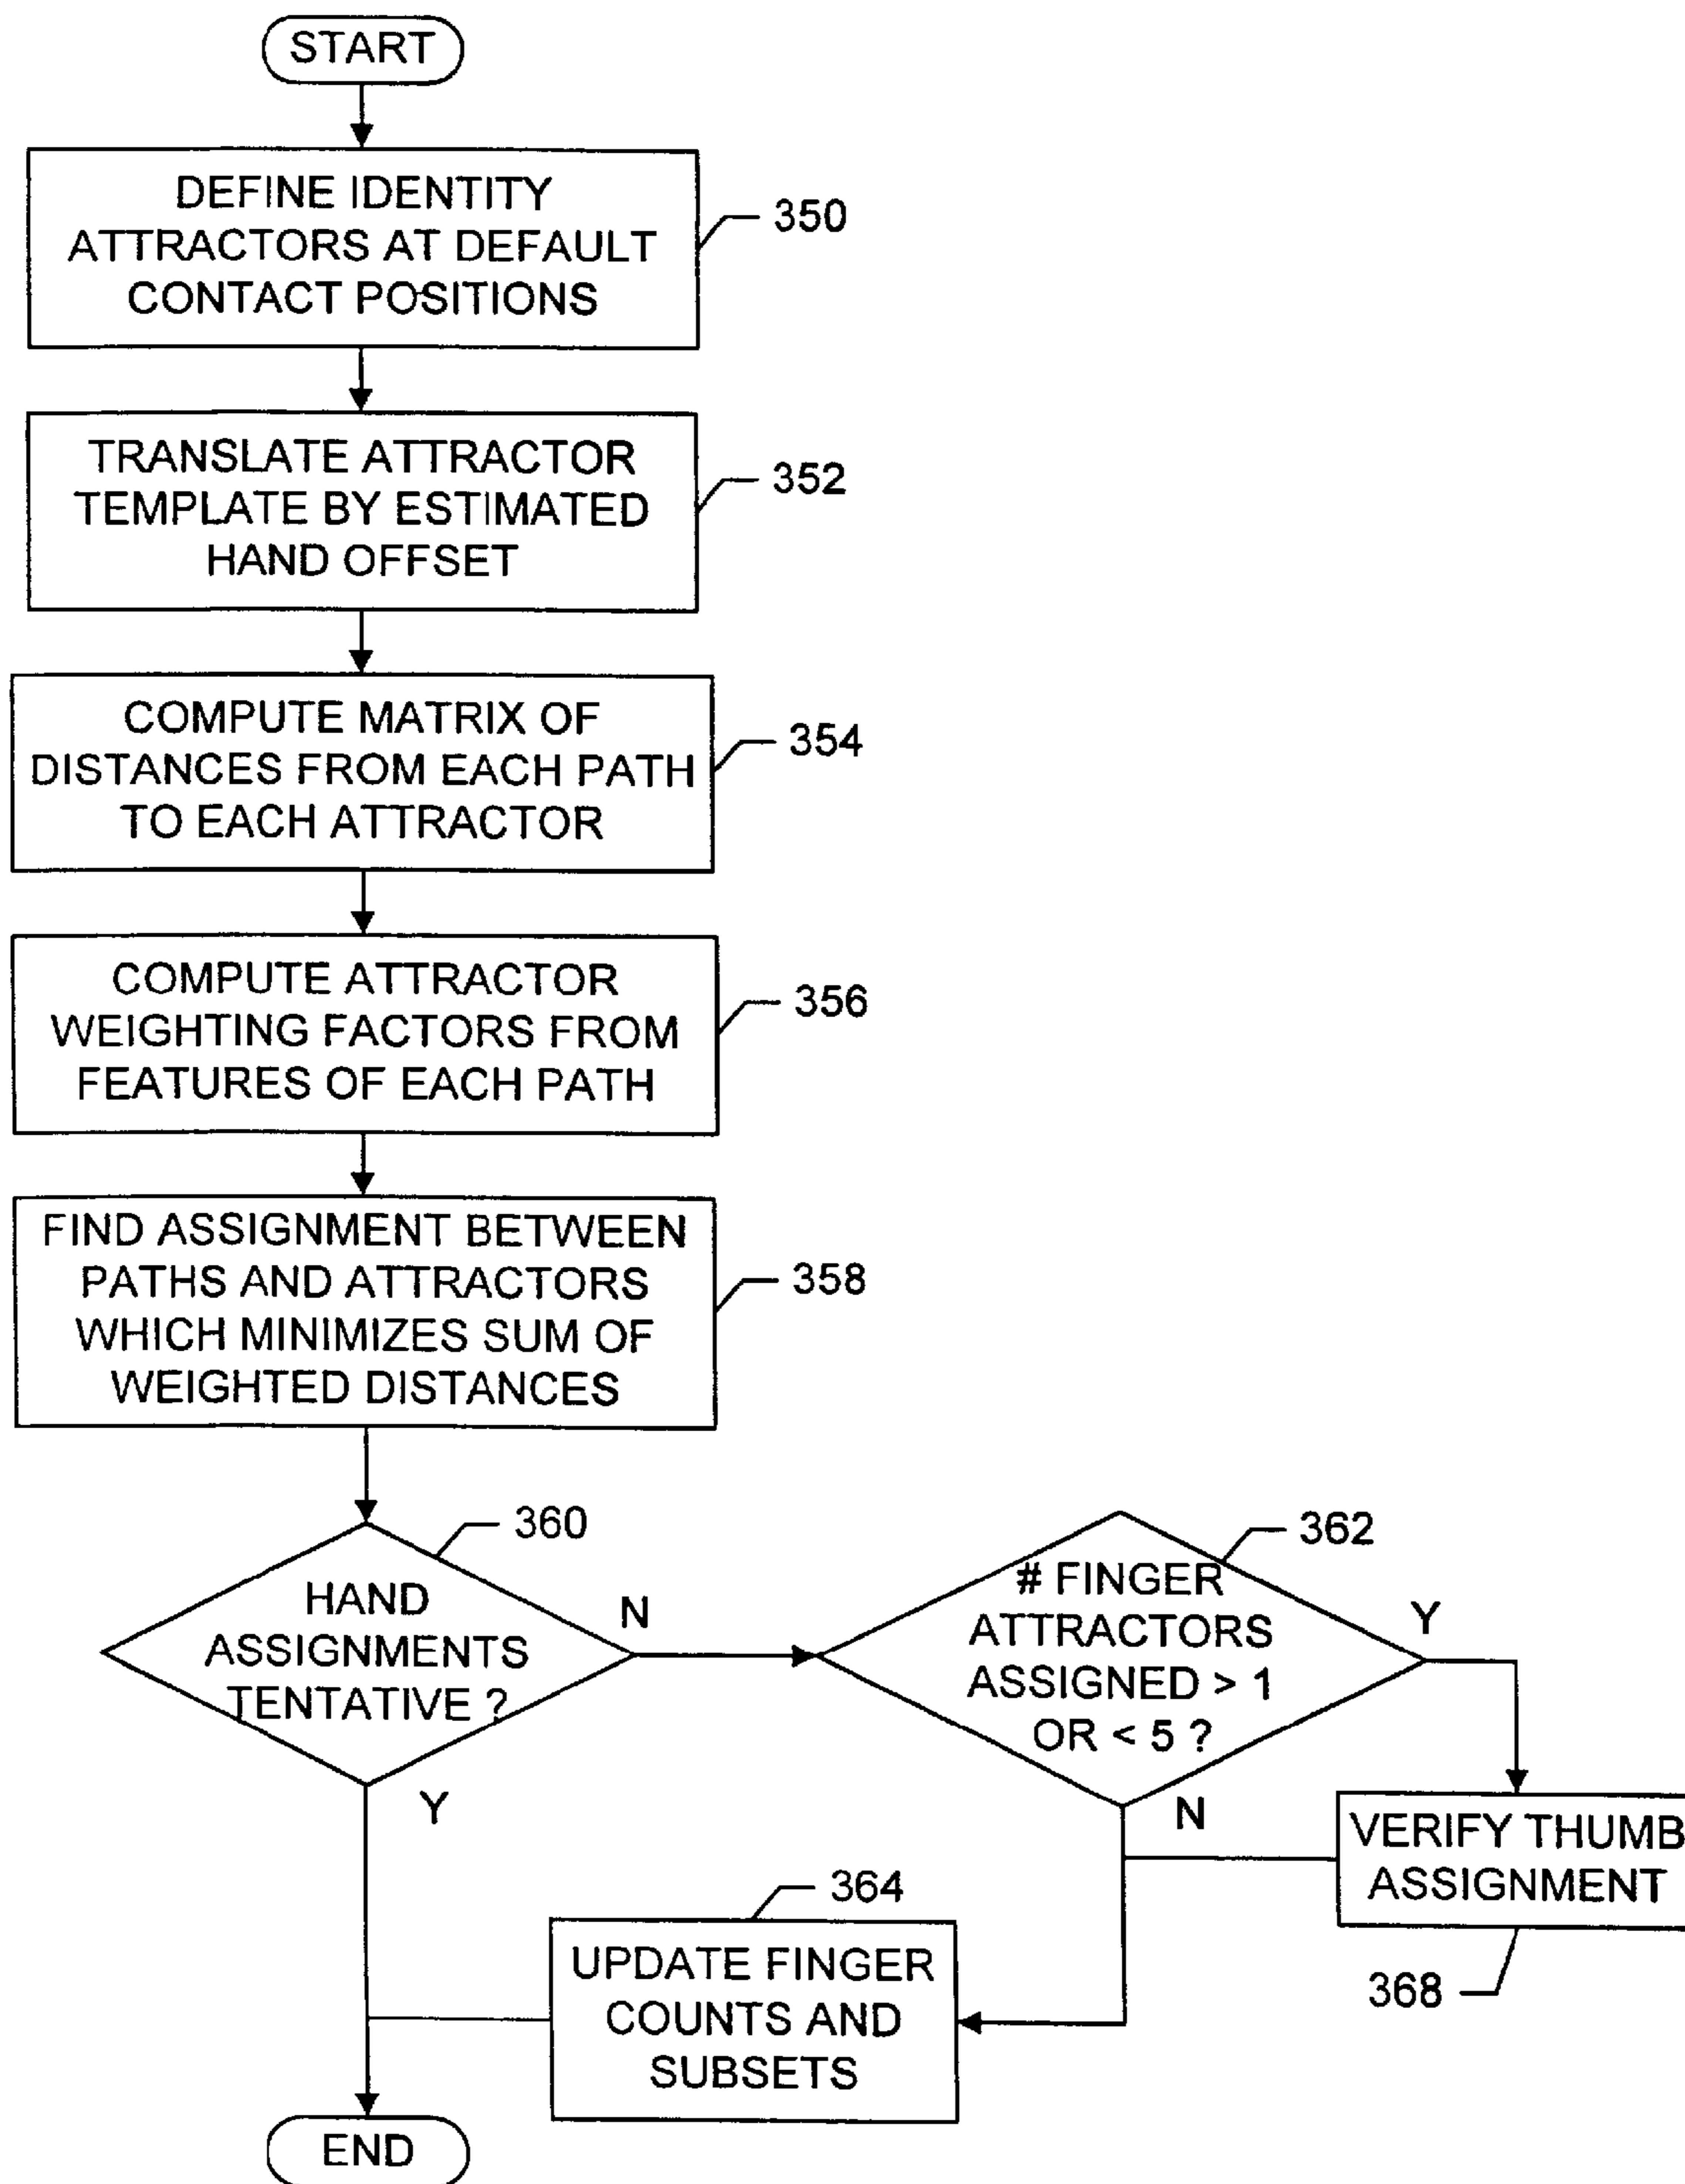 START
DEFINE IDENTITY
ATTRACTORS AT DEFAULT
CONTACT POSITIONS
350
TRANSLATE ATTRACTOR
TEMPLATE BY ESTIMATED
HAND OFFSET
352
COMPUTE MATRIX OF
DISTANCES FROM EACH PATH
TO EACH ATTRACTOR
354
COMPUTE ATTRACTOR
WEIGHTING FACTORS FROM
FEATURES OF EACH PATH
356
FIND ASSIGNMENT BETWEEN
PATHS AND ATTRACTORS
WHICH MINIMIZES SUM OF
WEIGHTED DISTANCES
358
360
HAND
ASSIGNMENTS
TENTATIVE ?
N
Y
362
# FINGER
ATTRACTORS
ASSIGNED > 1
OR < 5 ?
Y
N
VERIFY THUMB
ASSIGNMENT
368
364
UPDATE FINGER
COUNTS AND
SUBSETS
END